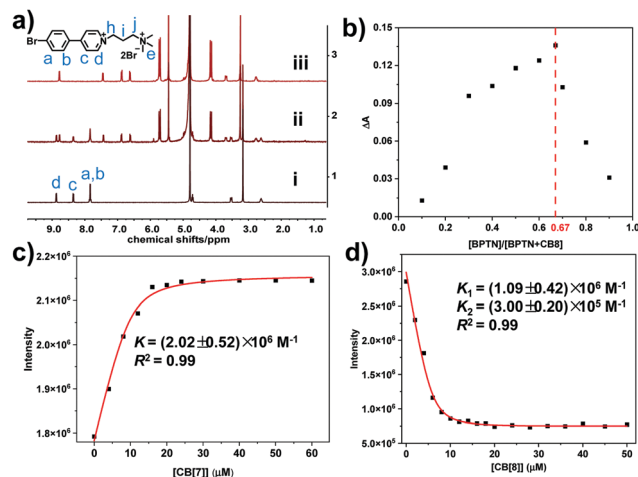 a)
Br
N+
h
i
j
N+
2Br-
e
a b c d
iii
ii
i
d c a,b
3
2
1
9.0 8.0 7.0 6.0 5.0 4.0 3.0 2.0 1.0
chemical shifts/ppm
b)
ΔA
0.15
0.12
0.09
0.06
0.03
0.00
0.0 0.2 0.4 0.6 0.67 0.8 1.0
[BPTN]/[BPTN+CB8]
c)
Intensity
2.2×10⁶
2.1×10⁶
2.0×10⁶
1.9×10⁶
1.8×10⁶
K = (2.02±0.52)×10⁶ M⁻¹
R² = 0.99
0 10 20 30 40 50 60
[CB[7]] (μM)
d)
Intensity
3.0×10⁶
2.5×10⁶
2.0×10⁶
1.5×10⁶
1.0×10⁶
5.0×10⁵
K₁ = (1.09±0.42)×10⁶ M⁻¹
K₂ = (3.00±0.20)×10⁵ M⁻¹
R² = 0.99
0 10 20 30 40 50
[CB[8]] (μM)